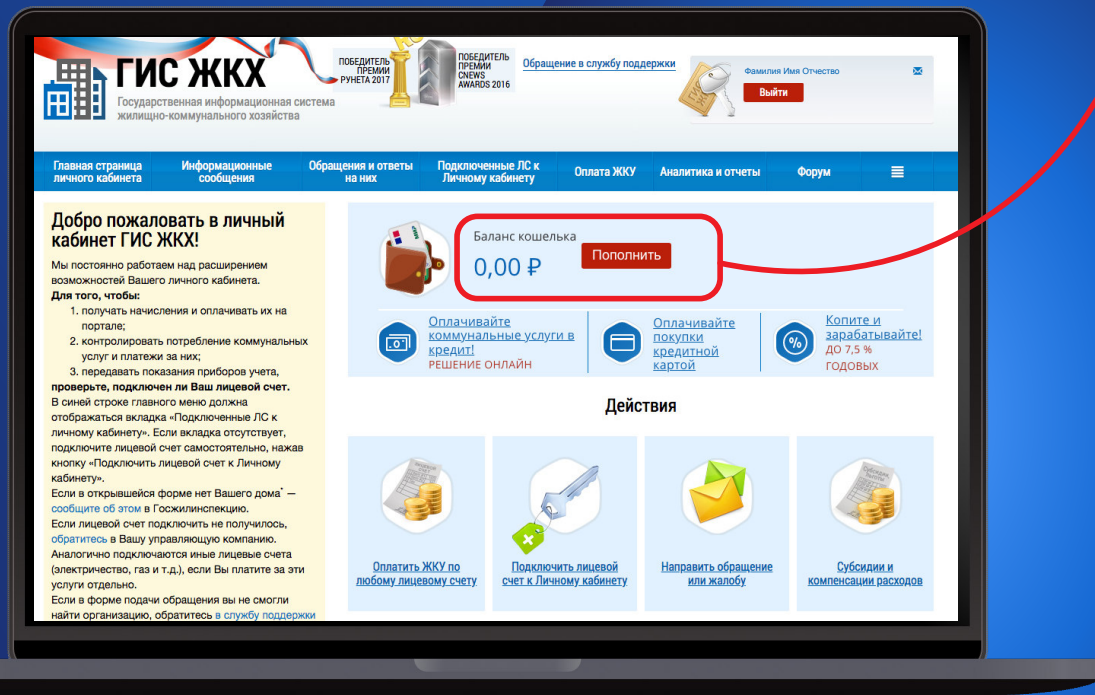 ГИС ЖКХ
Государственная информационная система
жилищно-коммунального хозяйства
ПОБЕДИТЕЛЬ
ПРЕМИИ
РУНЕТА 2017
ПОБЕДИТЕЛЬ
ПРЕМИИ
CNEWS
AWARDS 2016
Обращение в службу поддержки
Фамилия Имя Отчество
Выйти
Главная страница
личного кабинета
Информационные
сообщения
Обращения и ответы
на них
Подключенные ЛС к
Личному кабинету
Оплата ЖКУ
Аналитика и отчеты
Форум
Добро пожаловать в личный
кабинет ГИС ЖКХ!
Мы постоянно работаем над расширением
возможностей Вашего личного кабинета.
Для того, чтобы:
1. получать начисления и оплачивать их на
портале;
2. контролировать потребление коммунальных
услуг и платежи за них;
3. передавать показания приборов учета,
проверьте, подключен ли Ваш лицевой счет.
В синей строке главного меню должна
отображаться вкладка «Подключенные ЛС к
личному кабинету». Если вкладка отсутствует,
подключите лицевой счет самостоятельно, нажав
кнопку «Подключить лицевой счет к Личному
кабинету».
Если в открывшейся форме нет Вашего дома* —
сообщите об этом в Госжилинспекцию.
Если лицевой счет подключить не получилось,
обратитесь в Вашу управляющую компанию.
Аналогично подключаются иные лицевые счета
(электричество, газ и т.д.), если Вы платите за эти
услуги отдельно.
Если в форме подачи обращения вы не смогли
найти организацию, обратитесь в службу поддержки
Баланс кошелька
0,00 ₽
Пополнить
Оплачивайте
коммунальные услуги в
кредит!
РЕШЕНИЕ ОНЛАЙН
Оплачивайте
покупки
кредитной
картой
Копите и
зарабатывайте!
ДО 7,5 %
ГОДОВЫХ
Действия
Оплатить ЖКУ по
любому лицевому счету
Подключить лицевой
счет к Личному кабинету
Направить обращение
или жалобу
Субсидии и
компенсации расходов